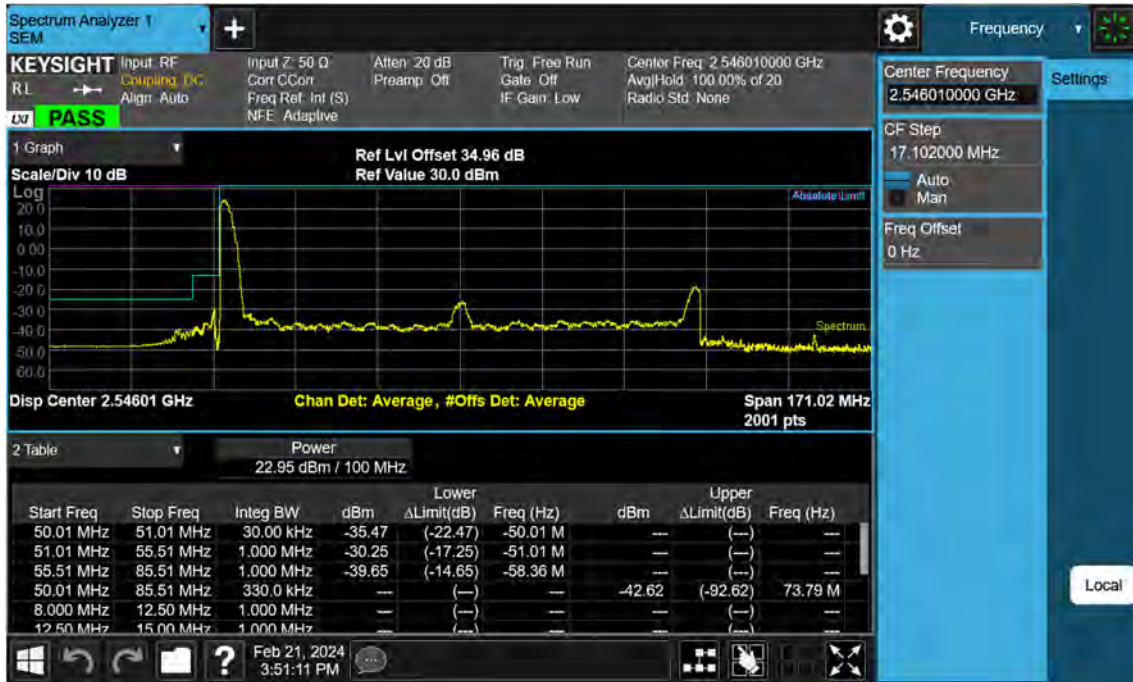 Spectrum Analyzer 1
SEM
+
Frequency
KEYSIGHT
RL
LXI
PASS
Input: RF
Coupling: DC
Align: Auto
Input Z: 50 Ω
Corr CCorr
Freq Ref: Int (S)
NFE: Adaptive
Atten: 20 dB
Preamp: Off
Trig: Free Run
Gate: Off
IF Gain: Low
Center Freq: 2.546010000 GHz
Avg|Hold: 100.00% of 20
Radio Std: None
Center Frequency
2.546010000 GHz
Settings
CF Step
17.102000 MHz
Auto
Man
Freq Offset
0 Hz
1 Graph
Scale/Div 10 dB
Ref Lvl Offset 34.96 dB
Ref Value 30.0 dBm
Log
20.0
10.0
0.00
-10.0
-20.0
-30.0
-40.0
-50.0
-60.0
Absolute Limit
Spectrum
Disp Center 2.54601 GHz
Chan Det: Average, #Offs Det: Average
Span 171.02 MHz
2001 pts
2 Table
Power
22.95 dBm / 100 MHz
Lower Upper
Start Freq Stop Freq Integ BW dBm ΔLimit(dB) Freq (Hz) dBm ΔLimit(dB) Freq (Hz)
50.01 MHz 51.01 MHz 30.00 kHz -35.47 (-22.47) -50.01 M --- (---) ---
51.01 MHz 55.51 MHz 1.000 MHz -30.25 (-17.25) -51.01 M --- (---) ---
55.51 MHz 85.51 MHz 1.000 MHz -39.65 (-14.65) -58.36 M --- (---) ---
50.01 MHz 85.51 MHz 330.0 kHz --- (---) --- -42.62 (-92.62) 73.79 M
8.000 MHz 12.50 MHz 1.000 MHz --- (---) --- --- (---) ---
12.50 MHz 15.00 MHz 1.000 MHz --- (---) --- --- (---) ---
Local
?
Feb 21, 2024
3:51:11 PM